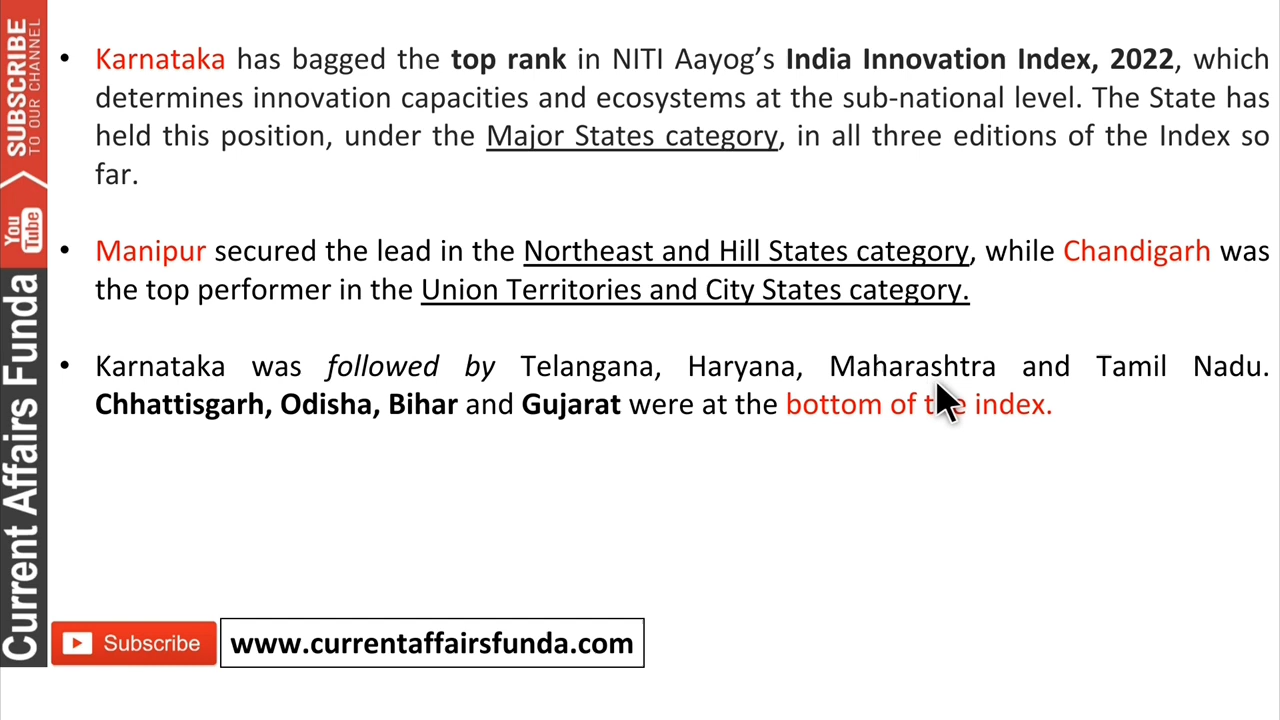 SUBSCRIBE
TO OUR CHANNEL
You
Tube
Current Affairs Funda
• Karnataka has bagged the top rank in NITI Aayog’s India Innovation Index, 2022, which
determines innovation capacities and ecosystems at the sub-national level. The State has
held this position, under the Major States category, in all three editions of the Index so
far.
• Manipur secured the lead in the Northeast and Hill States category, while Chandigarh was
the top performer in the Union Territories and City States category.
• Karnataka was followed by Telangana, Haryana, Maharashtra and Tamil Nadu.
Chhattisgarh, Odisha, Bihar and Gujarat were at the bottom of the index.
Subscribe
www.currentaffairsfunda.com